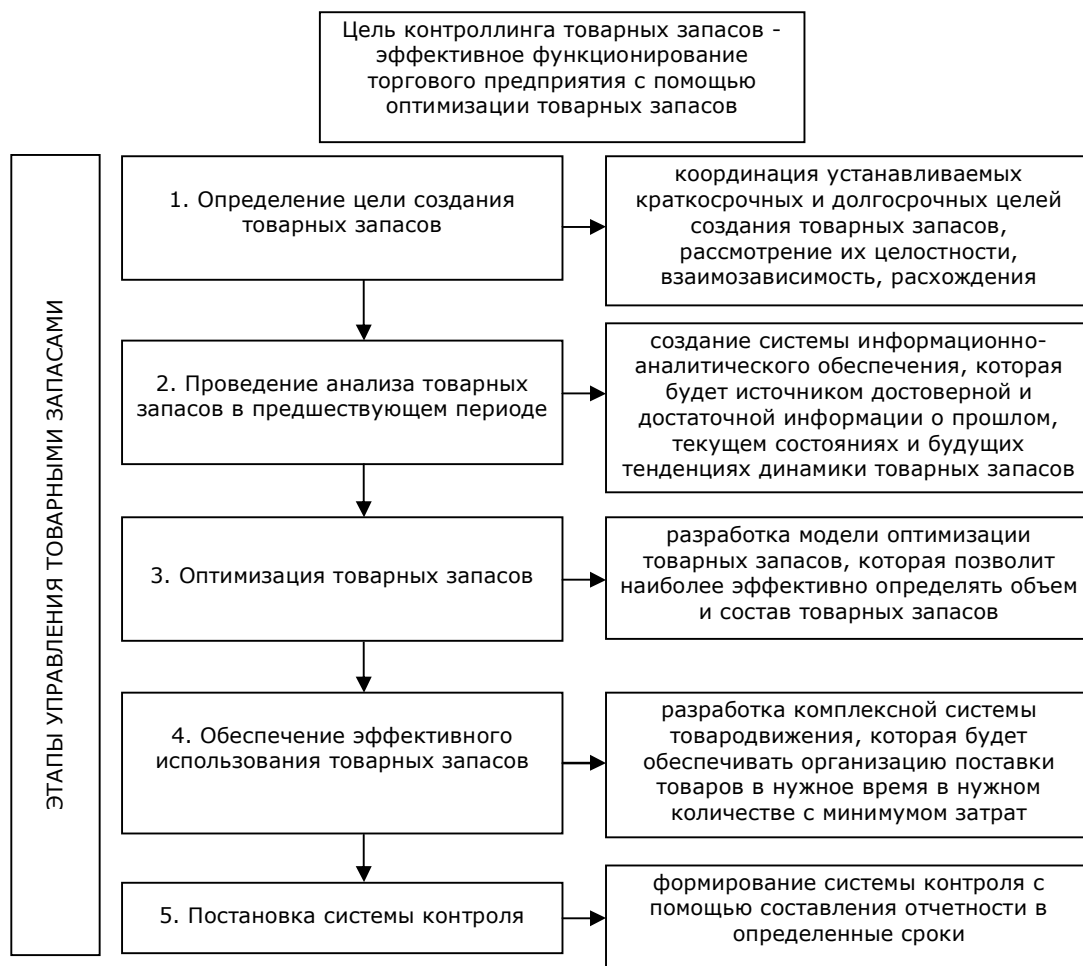 Цель контроллинга товарных запасов -
эффективное функционирование
торгового предприятия с помощью
оптимизации товарных запасов
ЭТАПЫ УПРАВЛЕНИЯ ТОВАРНЫМИ ЗАПАСАМИ
1. Определение цели создания
товарных запасов
координация устанавливаемых
краткосрочных и долгосрочных целей
создания товарных запасов,
рассмотрение их целостности,
взаимозависимость, расхождения
2. Проведение анализа товарных
запасов в предшествующем периоде
создание системы информационно-
аналитического обеспечения, которая
будет источником достоверной и
достаточной информации о прошлом,
текущем состояниях и будущих
тенденциях динамики товарных запасов
3. Оптимизация товарных запасов
разработка модели оптимизации
товарных запасов, которая позволит
наиболее эффективно определять объем
и состав товарных запасов
4. Обеспечение эффективного
использования товарных запасов
разработка комплексной системы
товародвижения, которая будет
обеспечивать организацию поставки
товаров в нужное время в нужном
количестве с минимумом затрат
5. Постановка системы контроля
формирование системы контроля с
помощью составления отчетности в
определенные сроки